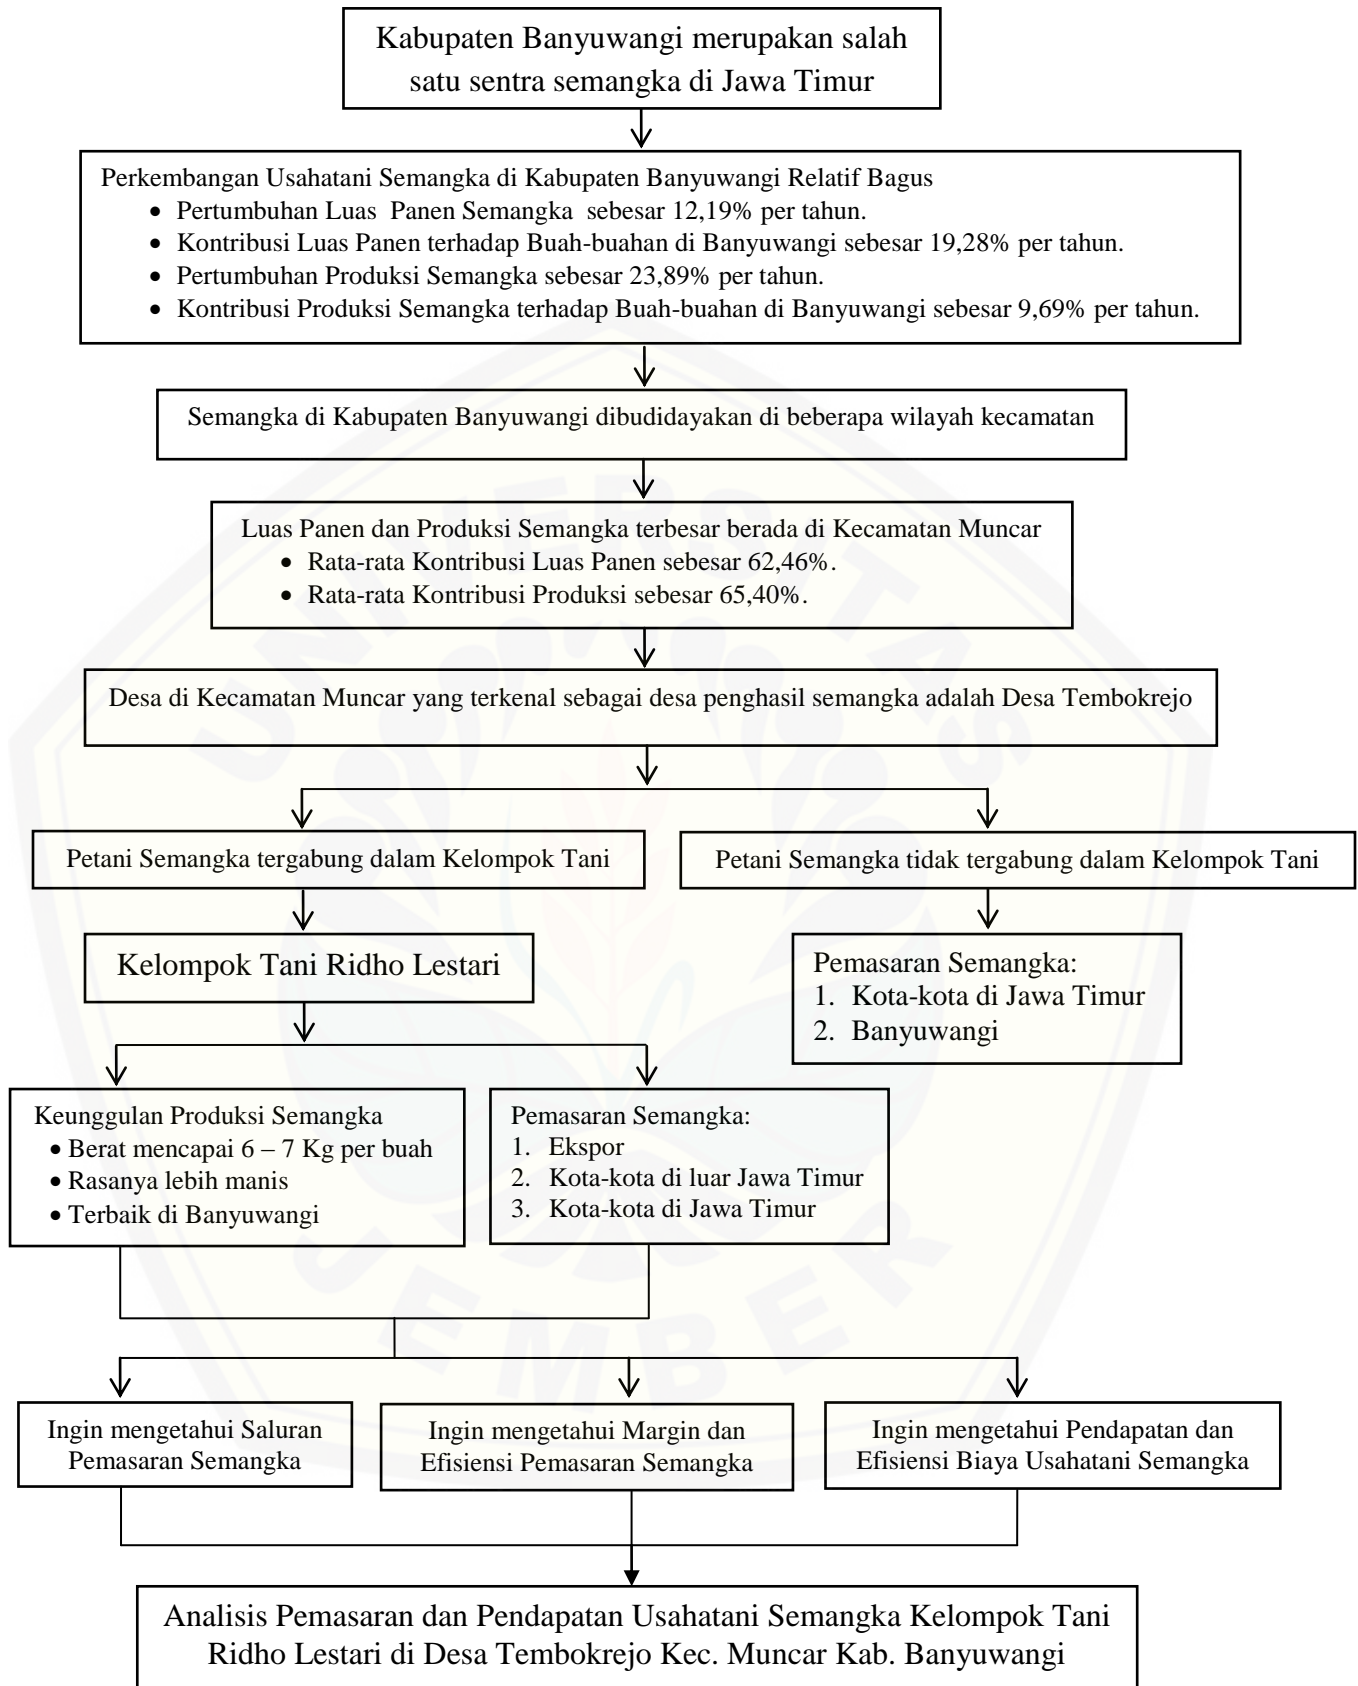 Kabupaten Banyuwangi merupakan salah
satu sentra semangka di Jawa Timur
Perkembangan Usahatani Semangka di Kabupaten Banyuwangi Relatif Bagus
• Pertumbuhan Luas Panen Semangka sebesar 12,19% per tahun.
• Kontribusi Luas Panen terhadap Buah-buahan di Banyuwangi sebesar 19,28% per tahun.
• Pertumbuhan Produksi Semangka sebesar 23,89% per tahun.
• Kontribusi Produksi Semangka terhadap Buah-buahan di Banyuwangi sebesar 9,69% per tahun.
Semangka di Kabupaten Banyuwangi dibudidayakan di beberapa wilayah kecamatan
Luas Panen dan Produksi Semangka terbesar berada di Kecamatan Muncar
• Rata-rata Kontribusi Luas Panen sebesar 62,46%.
• Rata-rata Kontribusi Produksi sebesar 65,40%.
Desa di Kecamatan Muncar yang terkenal sebagai desa penghasil semangka adalah Desa Tembokrejo
Petani Semangka tergabung dalam Kelompok Tani
Petani Semangka tidak tergabung dalam Kelompok Tani
Kelompok Tani Ridho Lestari
Pemasaran Semangka:
1. Kota-kota di Jawa Timur
2. Banyuwangi
Keunggulan Produksi Semangka
• Berat mencapai 6 – 7 Kg per buah
• Rasanya lebih manis
• Terbaik di Banyuwangi
Pemasaran Semangka:
1. Ekspor
2. Kota-kota di luar Jawa Timur
3. Kota-kota di Jawa Timur
Ingin mengetahui Saluran
Pemasaran Semangka
Ingin mengetahui Margin dan
Efisiensi Pemasaran Semangka
Ingin mengetahui Pendapatan dan
Efisiensi Biaya Usahatani Semangka
Analisis Pemasaran dan Pendapatan Usahatani Semangka Kelompok Tani
Ridho Lestari di Desa Tembokrejo Kec. Muncar Kab. Banyuwangi
UNIVERSITAS
JEMBER